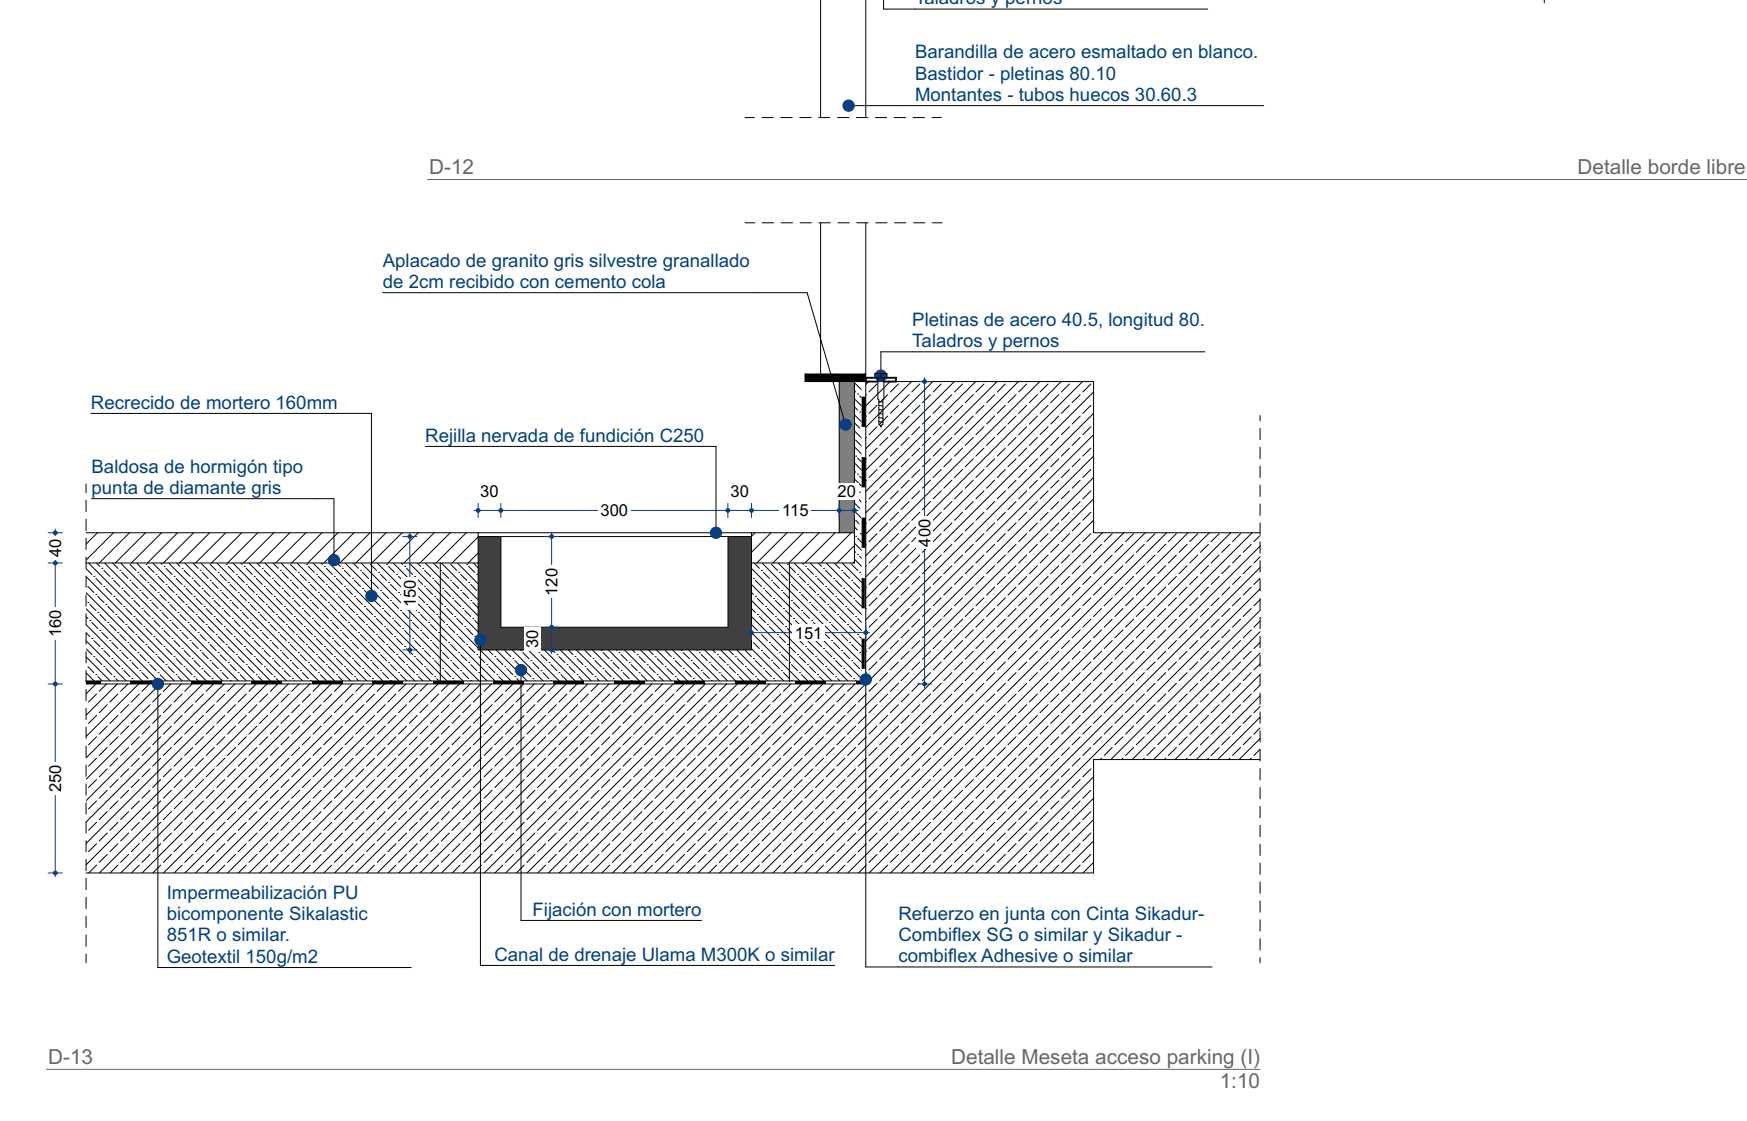 Taladros y pernos
Barandilla de acero esmaltado en blanco.
Bastidor - pletinas 80.10
Montantes - tubos huecos 30.60.3
D-12
Detalle borde libre
Aplacado de granito gris silvestre granallado
de 2cm recibido con cemento cola
Pletinas de acero 40.5, longitud 80.
Taladros y pernos
Recrecido de mortero 160mm
Rejilla nervada de fundición C250
Baldosa de hormigón tipo
punta de diamante gris
30
300
30
115
20
40
160
250
150
120
30
151
400
Impermeabilización PU
bicomponente Sikalastic
851R o similar.
Geotextil 150g/m2
Fijación con mortero
Canal de drenaje Ulama M300K o similar
Refuerzo en junta con Cinta Sikadur-
Combiflex SG o similar y Sikadur -
combiflex Adhesive o similar
D-13
Detalle Meseta acceso parking (I)
1:10